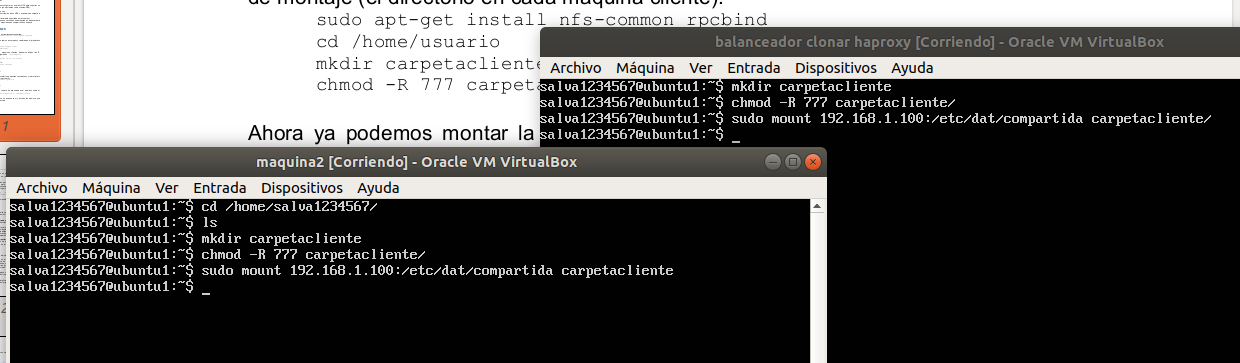 de montaje (el directorio en cada máquina cliente):
sudo apt-get install nfs-common rpcbind
cd /home/usuario
mkdir carpetacliente
chmod -R 777 carpeta
Ahora ya podemos montar la
1
balanceador clonar haproxy [Corriendo] - Oracle VM VirtualBox
Archivo Máquina Ver Entrada Dispositivos Ayuda
salva1234567@ubuntu1:~$ mkdir carpetacliente
salva1234567@ubuntu1:~$ chmod -R 777 carpetacliente/
salva1234567@ubuntu1:~$ sudo mount 192.168.1.100:/etc/dat/compartida carpetacliente/
salva1234567@ubuntu1:~$ _
maquina2 [Corriendo] - Oracle VM VirtualBox
Archivo Máquina Ver Entrada Dispositivos Ayuda
salva1234567@ubuntu1:~$ cd /home/salva1234567/
salva1234567@ubuntu1:~$ ls
salva1234567@ubuntu1:~$ mkdir carpetacliente
salva1234567@ubuntu1:~$ chmod -R 777 carpetacliente/
salva1234567@ubuntu1:~$ sudo mount 192.168.1.100:/etc/dat/compartida carpetacliente
salva1234567@ubuntu1:~$ _